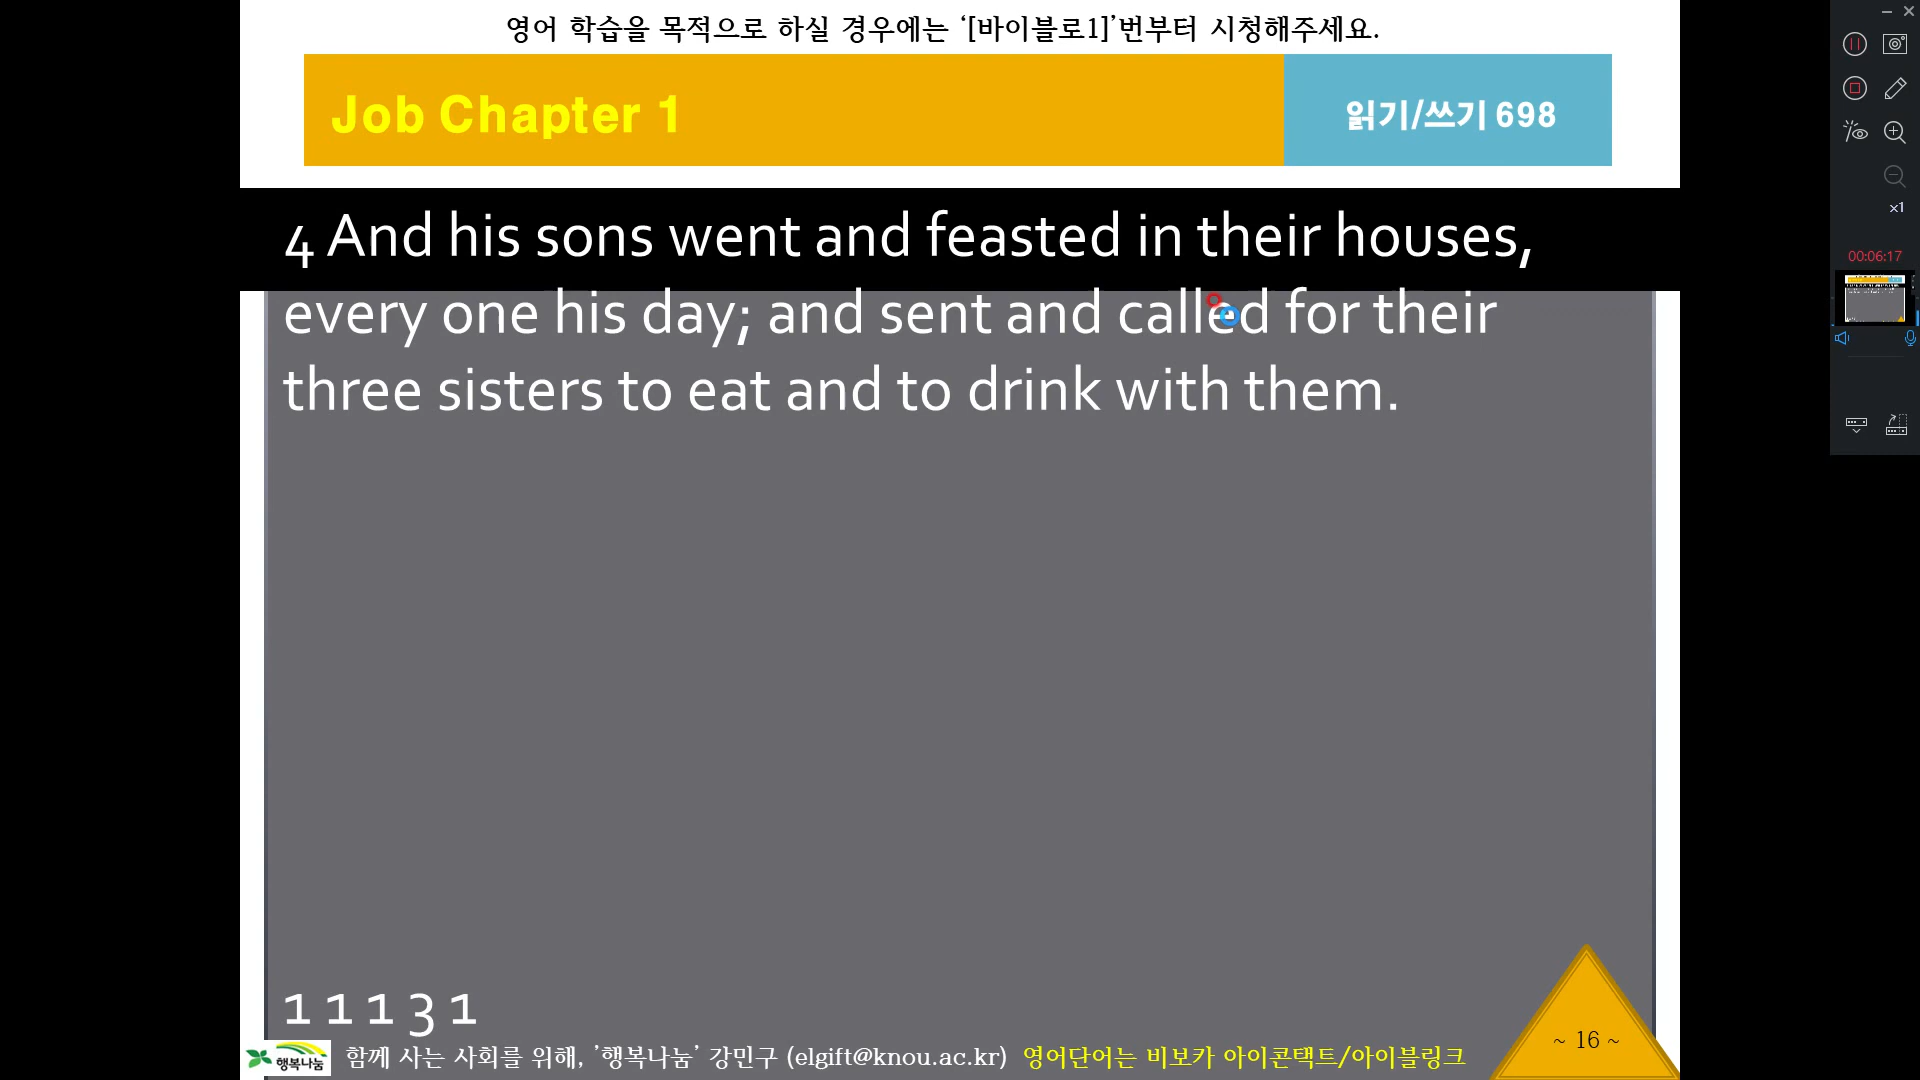 영어 학습을 목적으로 하실 경우에는 ‘[바이블로1]’번부터 시청해주세요.
Job Chapter 1
읽기/쓰기 698
4 And his sons went and feasted in their houses,
every one his day; and sent and called for their
three sisters to eat and to drink with them.
1 1 1 3 1
행복나눔
함께 사는 사회를 위해, ’행복나눔’ 강민구 (elgift@knou.ac.kr) 영어단어는 비보카 아이콘택트/아이블링크
~ 16 ~
x1
00:06:17